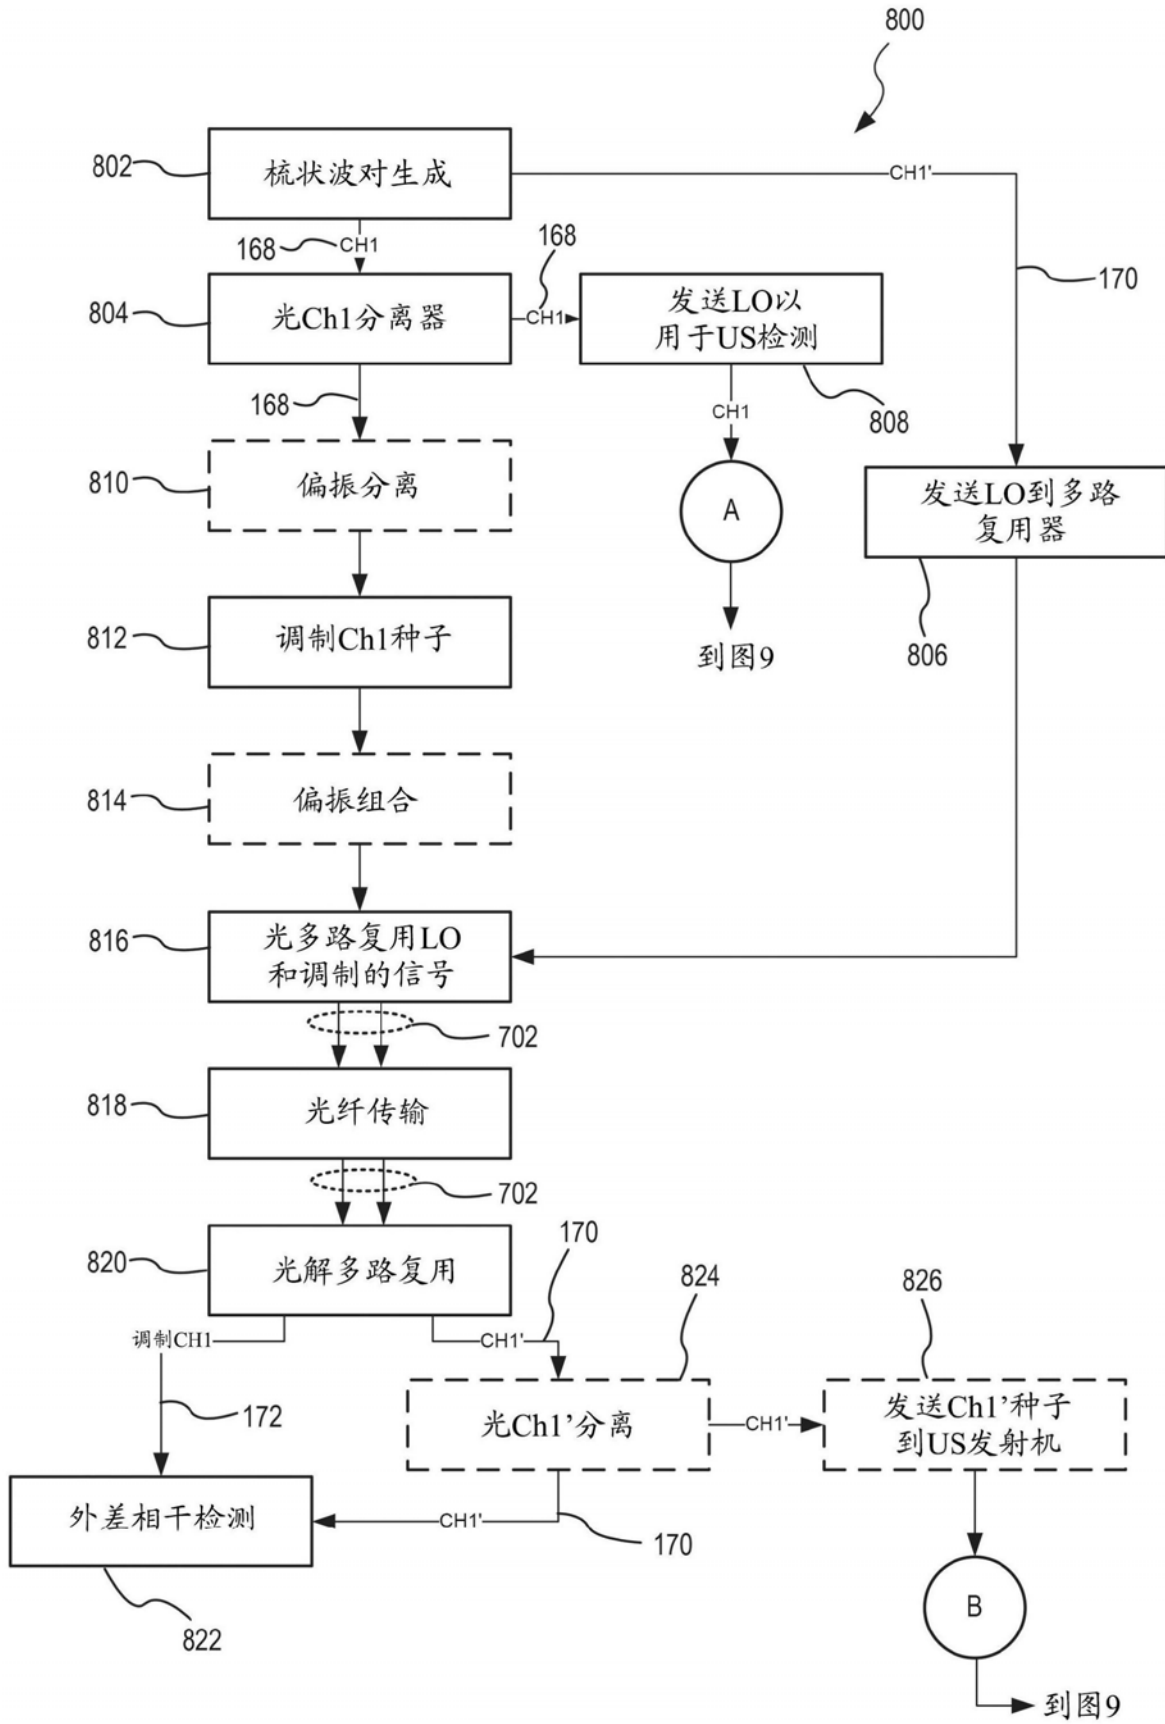 800
802
梳状波对生成
CH1'
168
CH1
168
170
804
光Ch1分离器
CH1
发送LO以
用于US检测
168
CH1
808
810
偏振分离
A
发送LO到多路
复用器
812
调制Ch1种子
到图9
806
814
偏振组合
816
光多路复用LO
和调制的信号
702
818
光纤传输
702
820
光解多路复用
170
824
826
调制CH1
CH1'
172
光Ch1’分离
CH1'
发送Ch1’种子
到US发射机
外差相干检测
CH1'
170
822
B
到图9